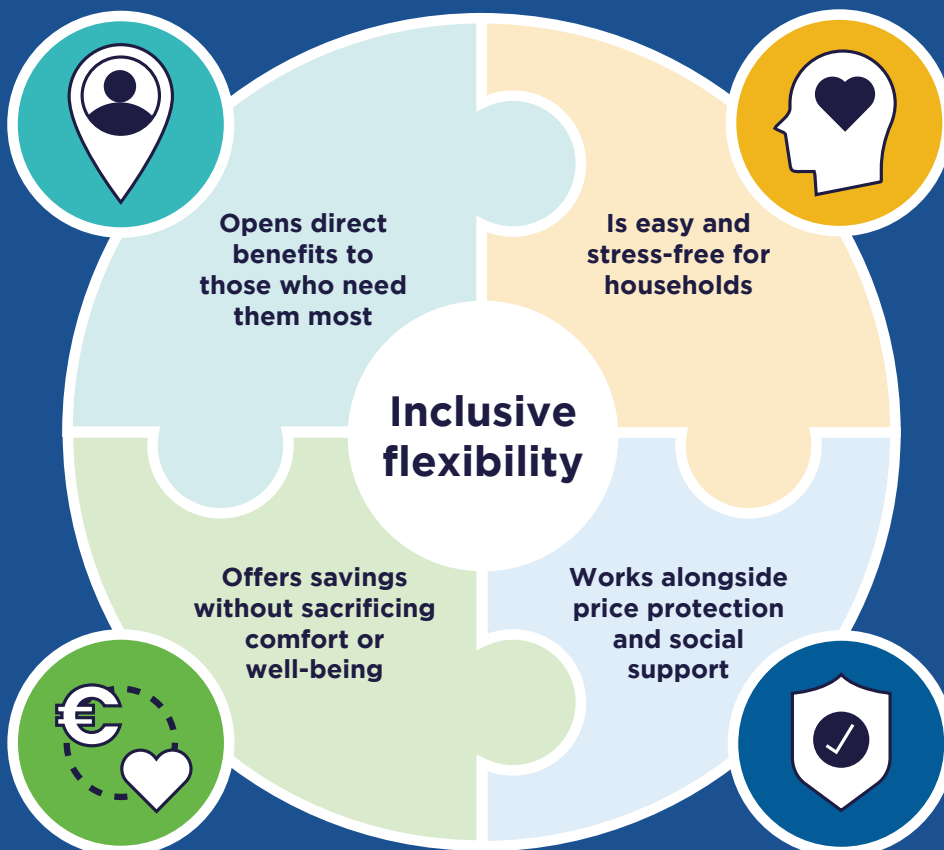 Opens direct
benefits to
those who need
them most
Is easy and
stress-free for
households
Inclusive
flexibility
Offers savings
without sacrificing
comfort or
well-being
Works alongside
price protection
and social
support
€